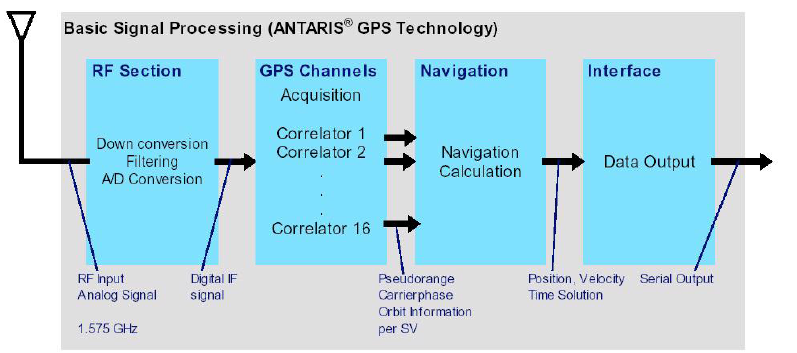 Basic Signal Processing (ANTARIS® GPS Technology)
RF Section
Down conversion
Filtering
A/D Conversion
GPS Channels
Acquisition
Correlator 1
Correlator 2
.
.
.
Correlator 16
Navigation
Navigation
Calculation
Interface
Data Output
RF Input
Analog Signal
1.575 GHz
Digital IF
signal
Pseudorange
Carrierphase
Orbit Information
per SV
Position, Velocity
Time Solution
Serial Output